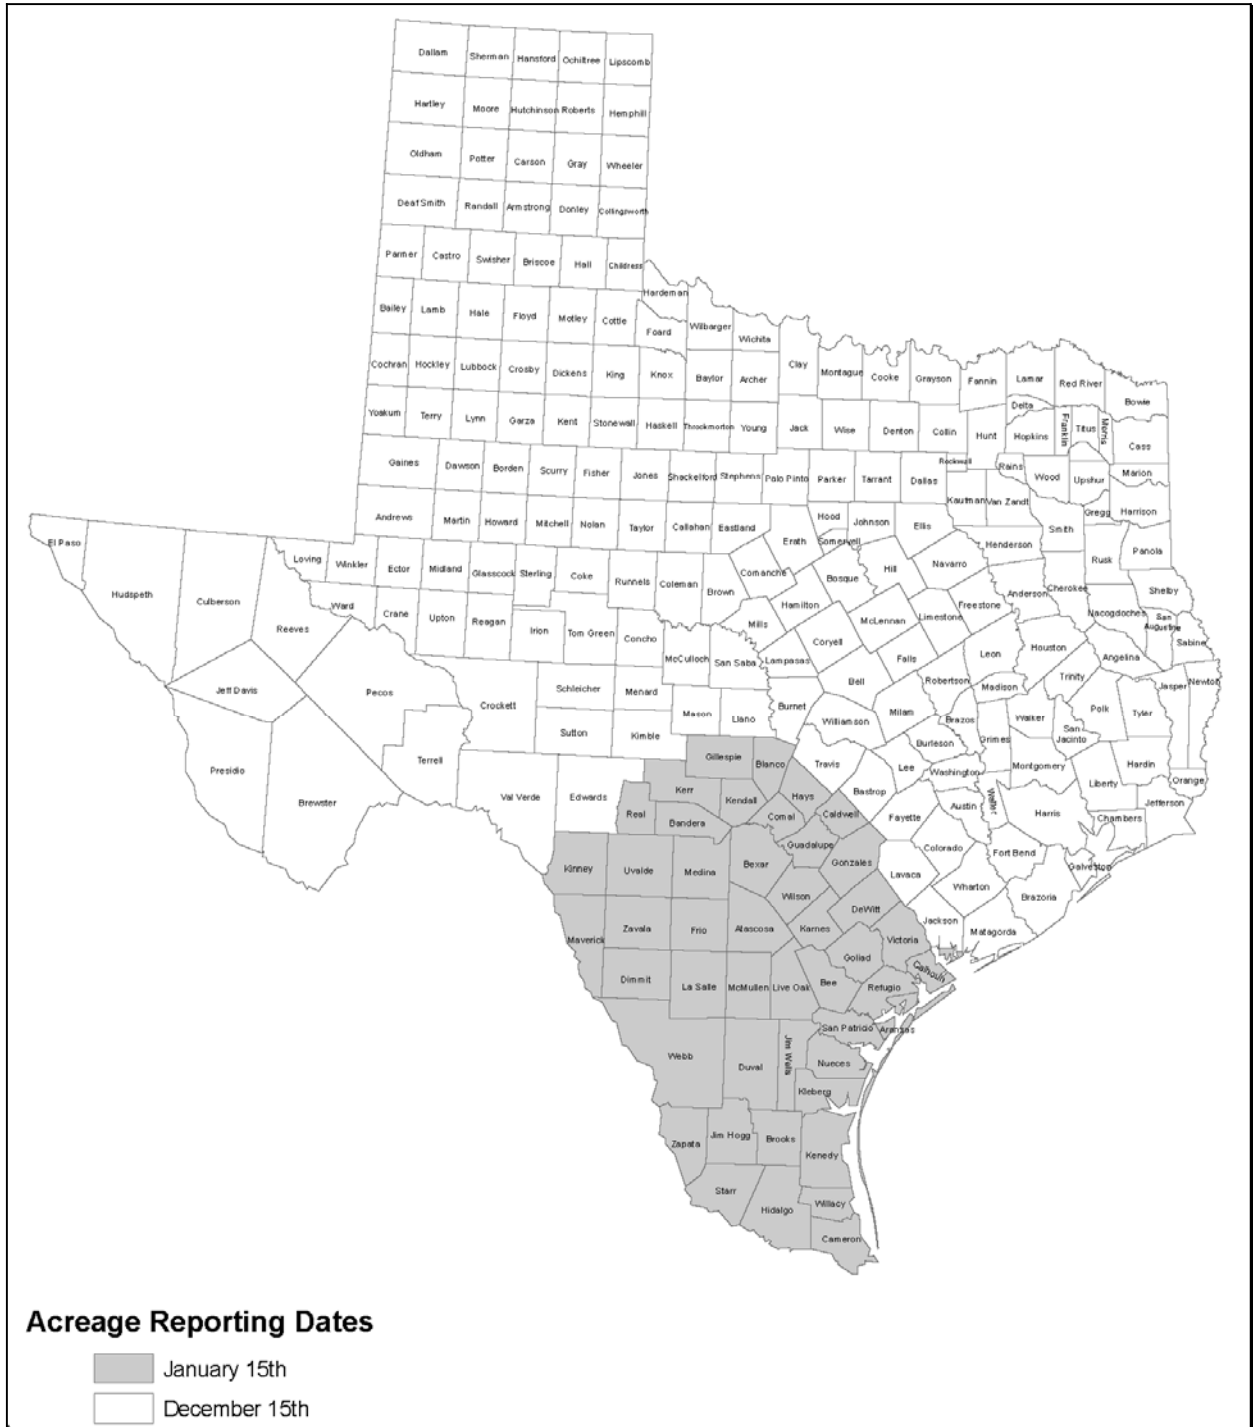 Dallam Sherman Hansford Ochiltree Lipscomb
Hartley Moore Hutchinson Roberts Hemphill
Oldham Potter Carson Gray Wheeler
Deaf Smith Randall Armstrong Donley Collingsworth
Parmer Castro Swisher Briscoe Hall Childress
Hardeman
Bailey Lamb Hale Floyd Motley Cottle Foard Wilbarger Wichita
Cochran Hockley Lubbock Crosby Dickens King Knox Baylor Archer Clay Montague Cooke Grayson Fannin Lamar Red River Bowie
Delta
Yoakum Terry Lynn Garza Kent Stonewall Haskell Throckmorton Young Jack Wise Denton Collin Hunt Hopkins Franklin Titus Morris Cass
Gaines Dawson Borden Scurry Fisher Jones Shackelford Stephens Palo Pinto Parker Tarrant Dallas Rockwall Rains Wood Upshur Marion
Kaufman Van Zandt Gregg Harrison
Andrews Martin Howard Mitchell Nolan Taylor Callahan Eastland Erath Hood Johnson Ellis Smith
Somervell Henderson Rusk Panola
El Paso Loving Winkler Ector Midland Glasscock Sterling Coke Runnels Coleman Brown Comanche Bosque Hill Navarro
Hudspeth Culberson Ward Crane Upton Reagan Irion Tom Green Concho Mills Hamilton McLennan Limestone Freestone Anderson Cherokee Nacogdoches Shelby
San Augustine Sabine
Reeves McCulloch San Saba Lampasas Coryell Falls Leon Houston Angelina
Jeff Davis Pecos Crockett Schleicher Menard Bell Robertson Madison Trinity Jasper Newton
Mason Llano Burnet Williamson Milam Brazos Grimes Walker San Jacinto Polk Tyler
Sutton Kimble Burleson
Presidio Brewster Terrell Val Verde Edwards Gillespie Blanco Travis Lee Washington Montgomery Liberty Hardin Orange
Kerr Kendall Hays Bastrop Austin Waller Harris Chambers Jefferson
Real Bandera Comal Caldwell Fayette
Guadalupe Colorado Fort Bend Galveston
Kinney Uvalde Medina Bexar Gonzales Lavaca
Wilson Wharton Brazoria
DeWitt Jackson
Maverick Zavala Frio Atascosa Karnes Victoria Matagorda
Goliad
Dimmit La Salle McMullen Live Oak Bee Refugio Calhoun
San Patricio Aransas
Webb Duval Jim Wells Nueces
Kleberg
Zapata Jim Hogg Brooks Kenedy
Starr Hidalgo Willacy
Cameron
Acreage Reporting Dates
January 15th
December 15th